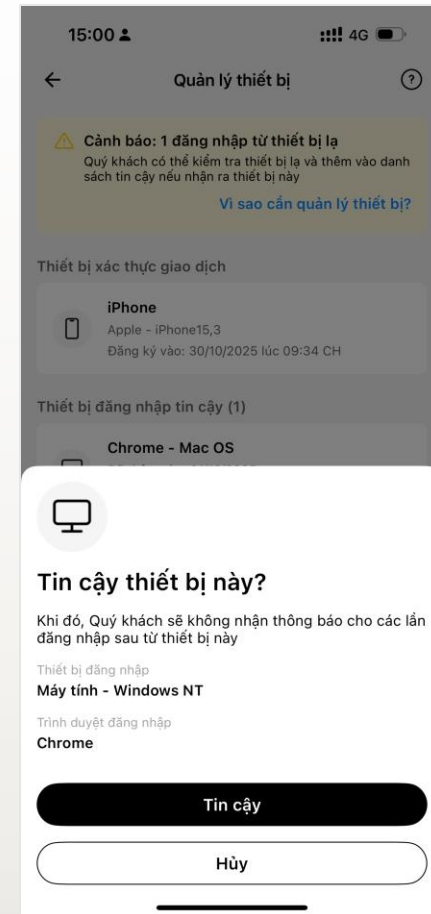 15:00
4G
Quản lý thiết bị
Cảnh báo: 1 đăng nhập từ thiết bị lạ
Quý khách có thể kiểm tra thiết bị lạ và thêm vào danh
sách tin cậy nếu nhận ra thiết bị này
Vì sao cần quản lý thiết bị?
Thiết bị xác thực giao dịch
iPhone
Apple - iPhone15,3
Đăng ký vào: 30/10/2025 lúc 09:34 CH
Thiết bị đăng nhập tin cậy (1)
Chrome - Mac OS
Tin cậy thiết bị này?
Khi đó, Quý khách sẽ không nhận thông báo cho các lần
đăng nhập sau từ thiết bị này
Thiết bị đăng nhập
Máy tính - Windows NT
Trình duyệt đăng nhập
Chrome
Tin cậy
Hủy